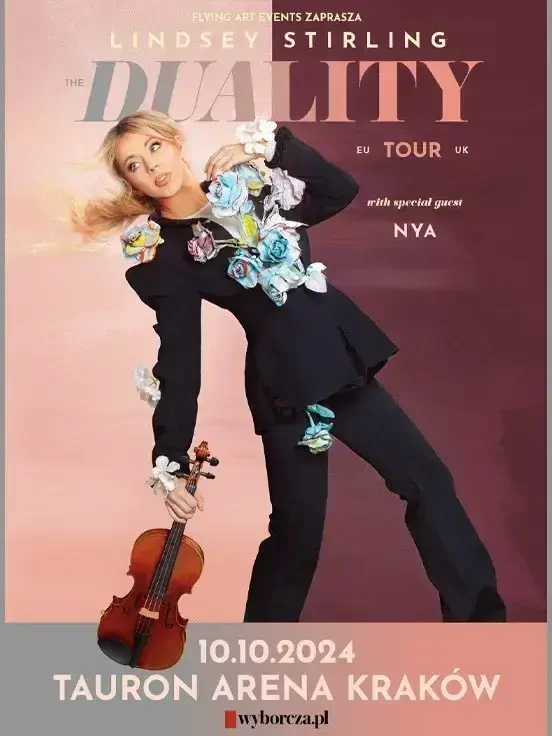 FLYING ART EVENTS ZAPRASZA
LINDSEY STIRLING
THE DUALITY
EU TOUR UK
with special guest
NYA
10.10.2024
TAURON ARENA KRAKÓW
wyborcza.pl